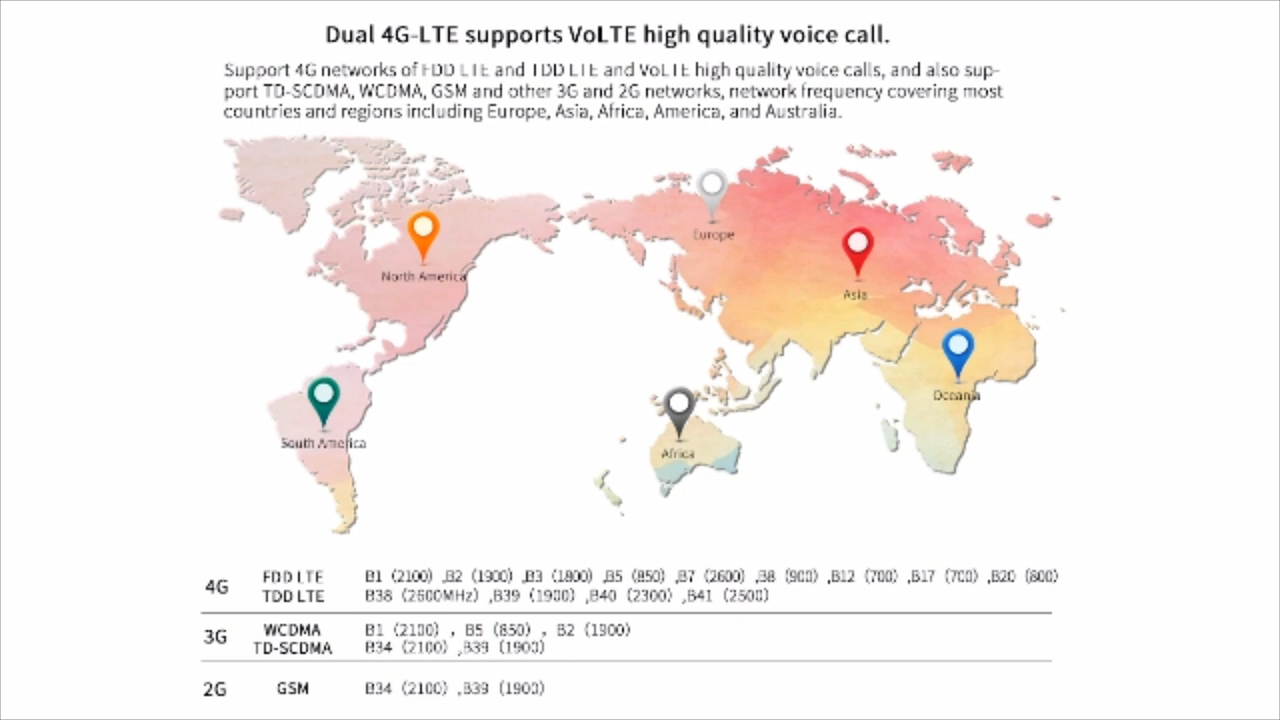 Dual 4G-LTE supports VoLTE high quality voice call.
Support 4G networks of FDD LTE and TDD LTE and VoLTE high quality voice calls, and also sup-
port TD-SCDMA, WCDMA, GSM and other 3G and 2G networks, network frequency covering most
countries and regions including Europe, Asia, Africa, America, and Australia.
Europe
North America
Asia
Oceania
South America
Africa
4G
FDD LTE B1 (2100) ,B2 (1900) ,B3 (1800) ,B5 (850) ,B7 (2600) ,B8 (900) ,B12 (700) ,B17 (700) ,B20 (800)
TDD LTE B38 (2600MHz) ,B39 (1900) ,B40 (2300) ,B41 (2500)
3G
WCDMA B1 (2100) , B5 (850) , B2 (1900)
TD-SCDMA B34 (2100) ,B39 (1900)
2G GSM B34 (2100) ,B39 (1900)